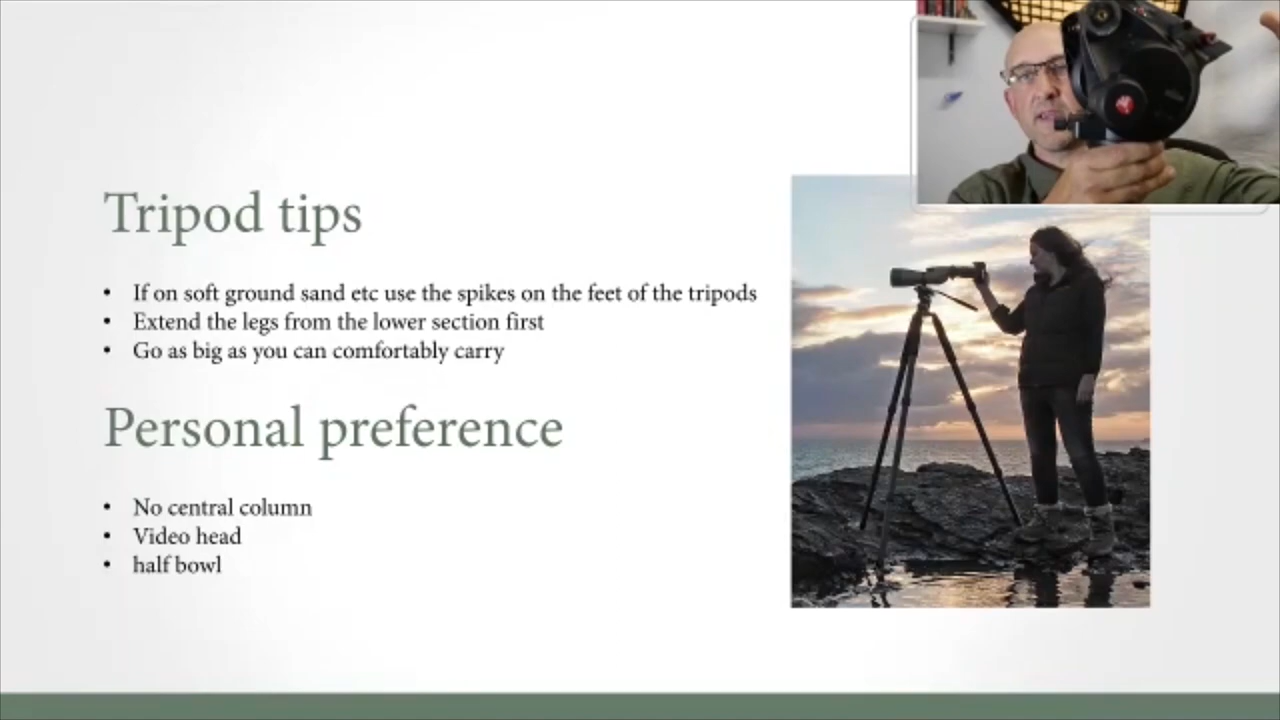 Tripod tips
• If on soft ground sand etc use the spikes on the feet of the tripods
• Extend the legs from the lower section first
• Go as big as you can comfortably carry
Personal preference
• No central column
• Video head
• half bowl